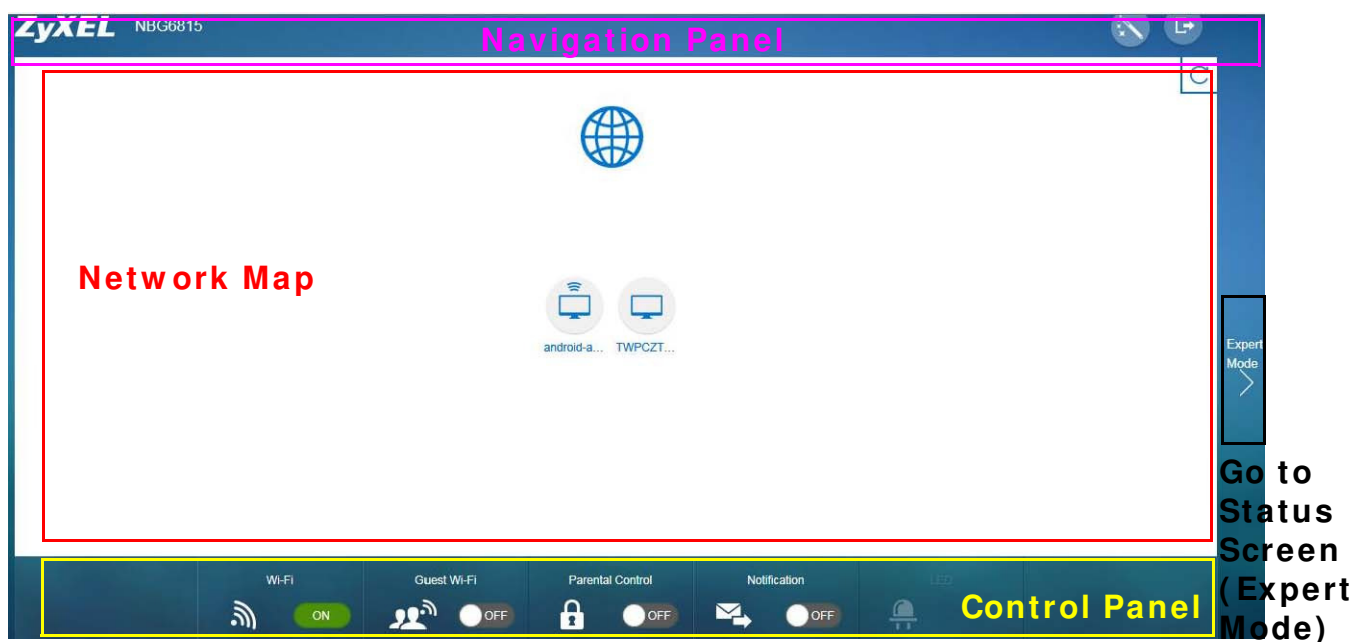 ZyXEL NBG6815
Navigation Panel
Network Map
android-a... TWPCZT...
Expert
Mode
Go to
Status
Screen
(Expert
Mode)
Wi-Fi Guest Wi-Fi Parental Control Notification LED
ON OFF OFF OFF
Control Panel